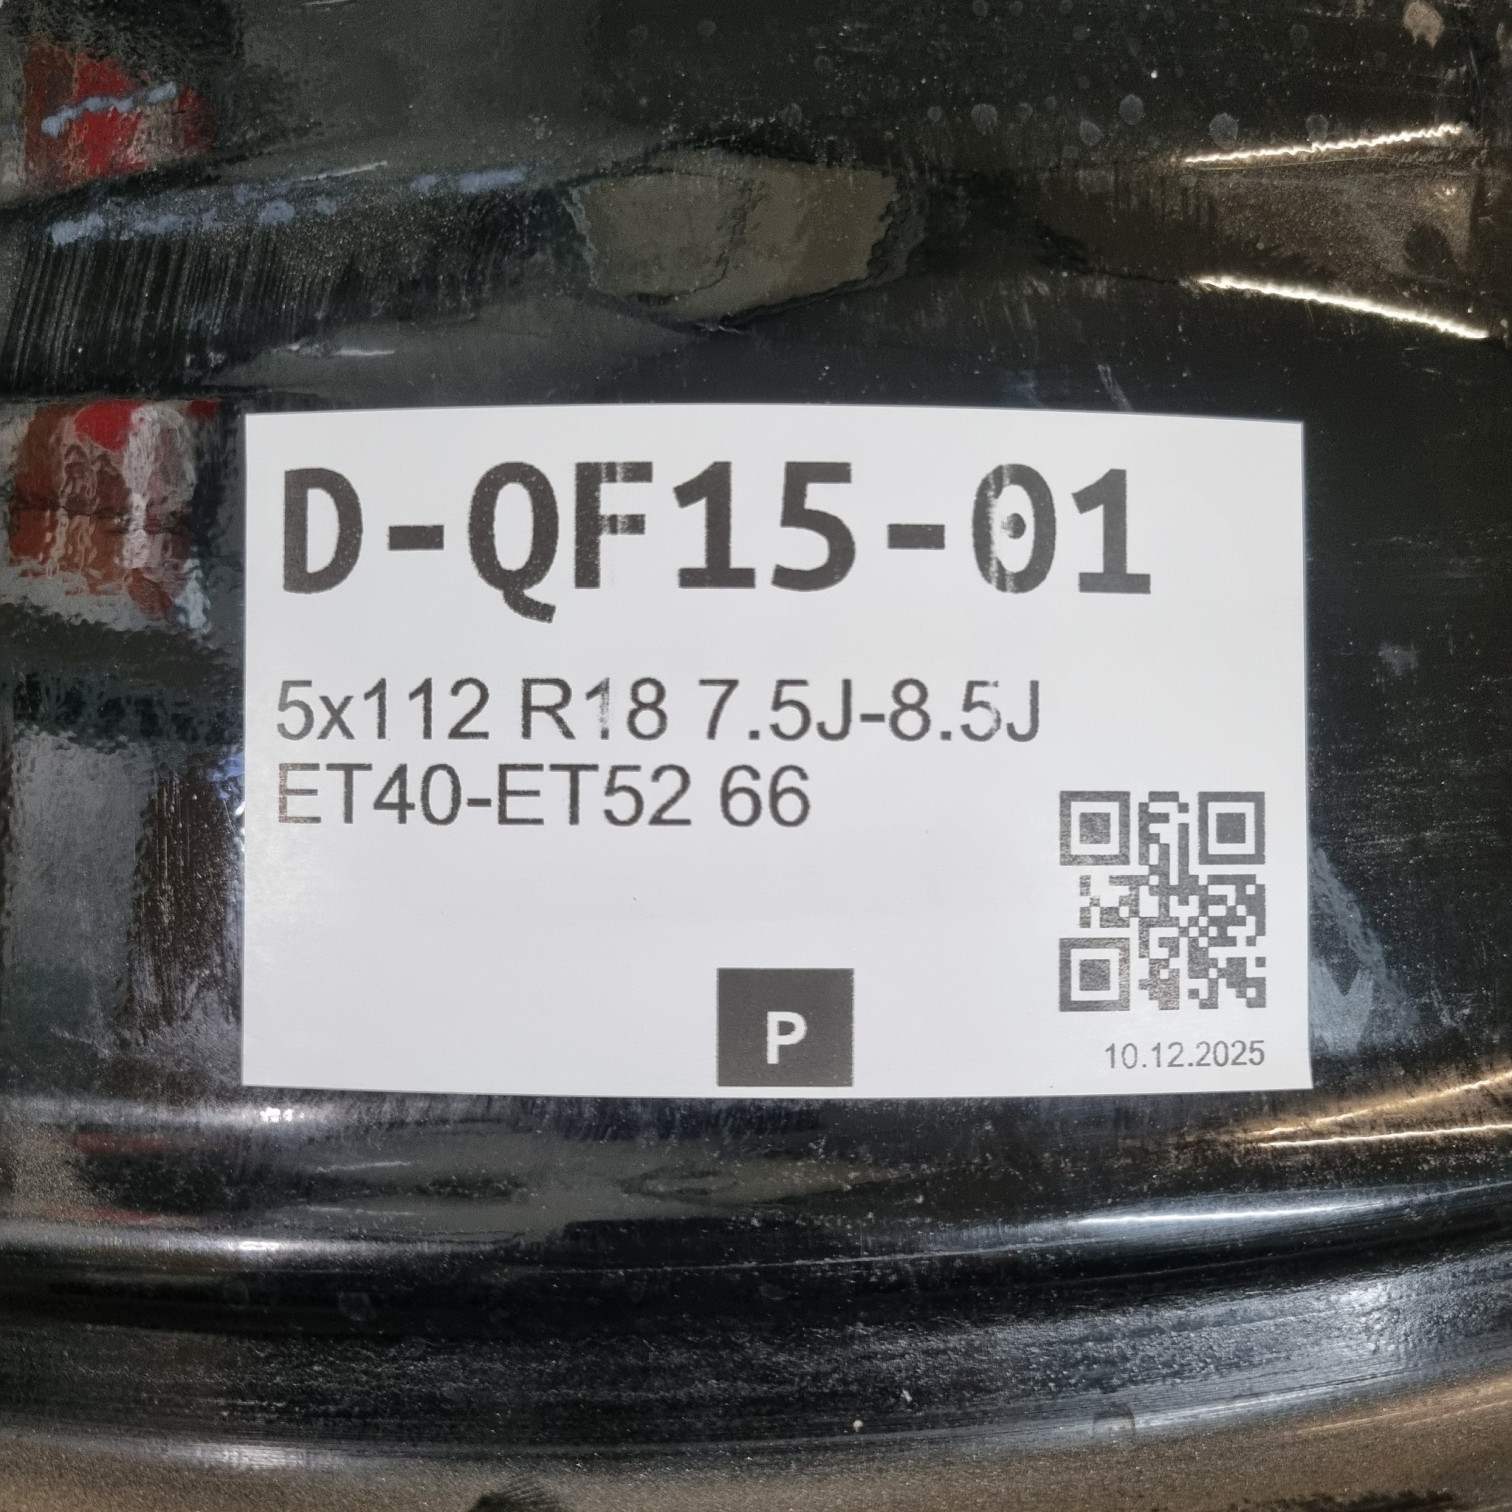 D-QF15-01
5x112 R18 7.5J-8.5J
ET40-ET52 66
P
10.12.2025